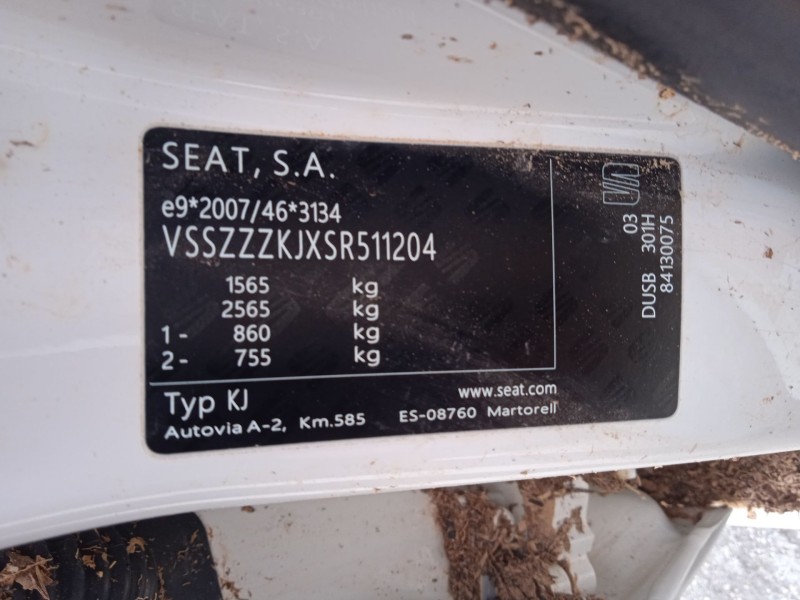 SEAT, S.A.
e9*2007/46*3134
VSSZZZKJXSR511204
1565 kg
2565 kg
1- 860 kg
2- 755 kg
Typ KJ
www.seat.com
Autovia A-2, Km.585 ES-08760 Martorell
03
DUSB 301H
84130075